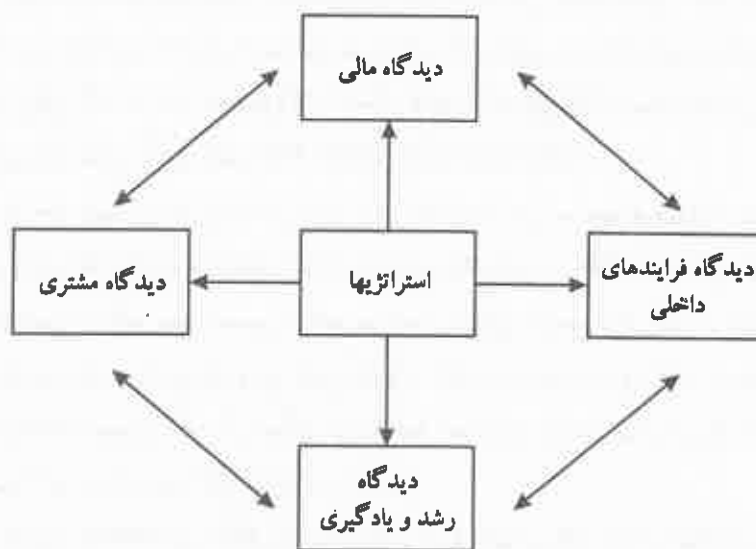 دیدگاه مالی
دیدگاه فرایندهای
داخلی
استراتژیها
دیدگاه مشتری
دیدگاه
رشد و یادگیری